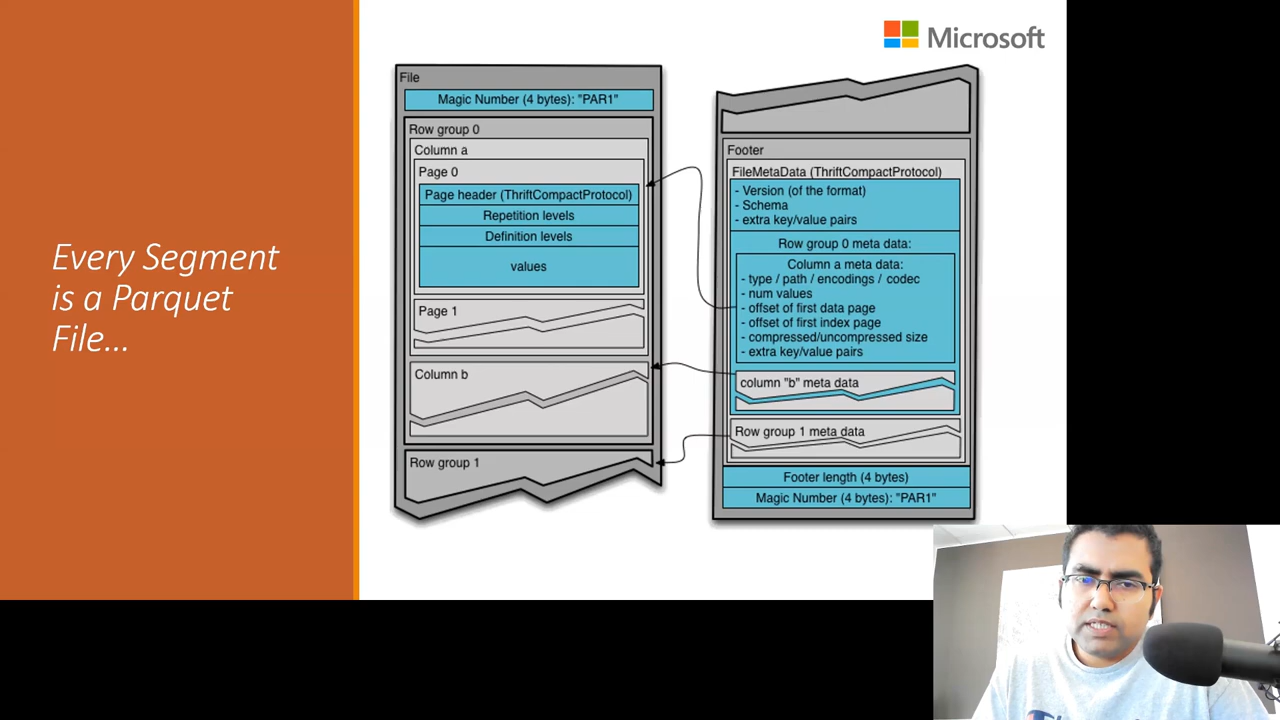 Every Segment
is a Parquet
File...
Microsoft
File
Magic Number (4 bytes): "PAR1"
Row group 0
Column a
Page 0
Page header (ThriftCompactProtocol)
Repetition levels
Definition levels
values
Page 1
Column b
Row group 1
Footer
FileMetaData (ThriftCompactProtocol)
- Version (of the format)
- Schema
- extra key/value pairs
Row group 0 meta data:
Column a meta data:
- type / path / encodings / codec
- num values
- offset of first data page
- offset of first index page
- compressed/uncompressed size
- extra key/value pairs
column "b" meta data
Row group 1 meta data
Footer length (4 bytes)
Magic Number (4 bytes): "PAR1"